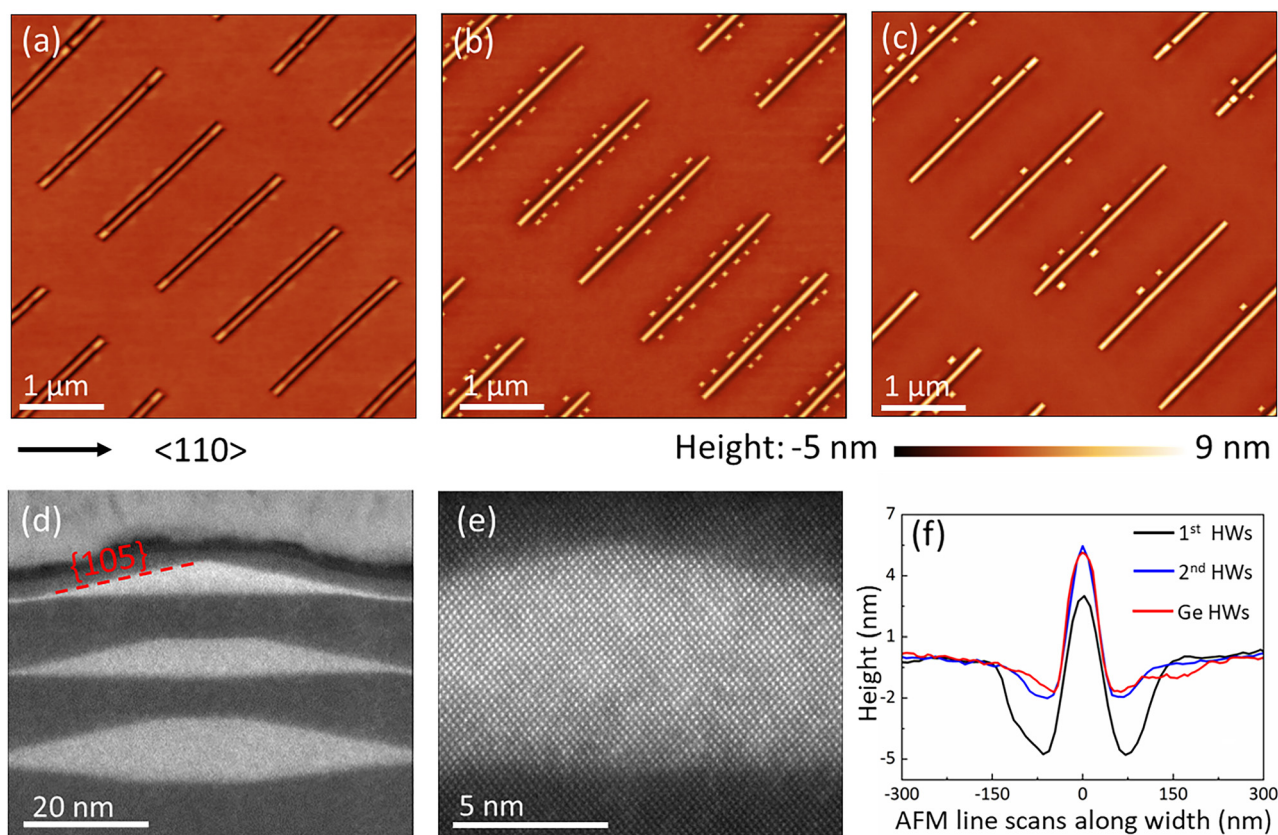 (a)
(b)
(c)
1 μm
1 μm
1 μm
<110>
Height: -5 nm
9 nm
(d)
{105}
20 nm
(e)
5 nm
(f)
1st HWs
2nd HWs
Ge HWs
Height (nm)
7
4
1
-2
-5
-300
-150
0
150
300
AFM line scans along width (nm)